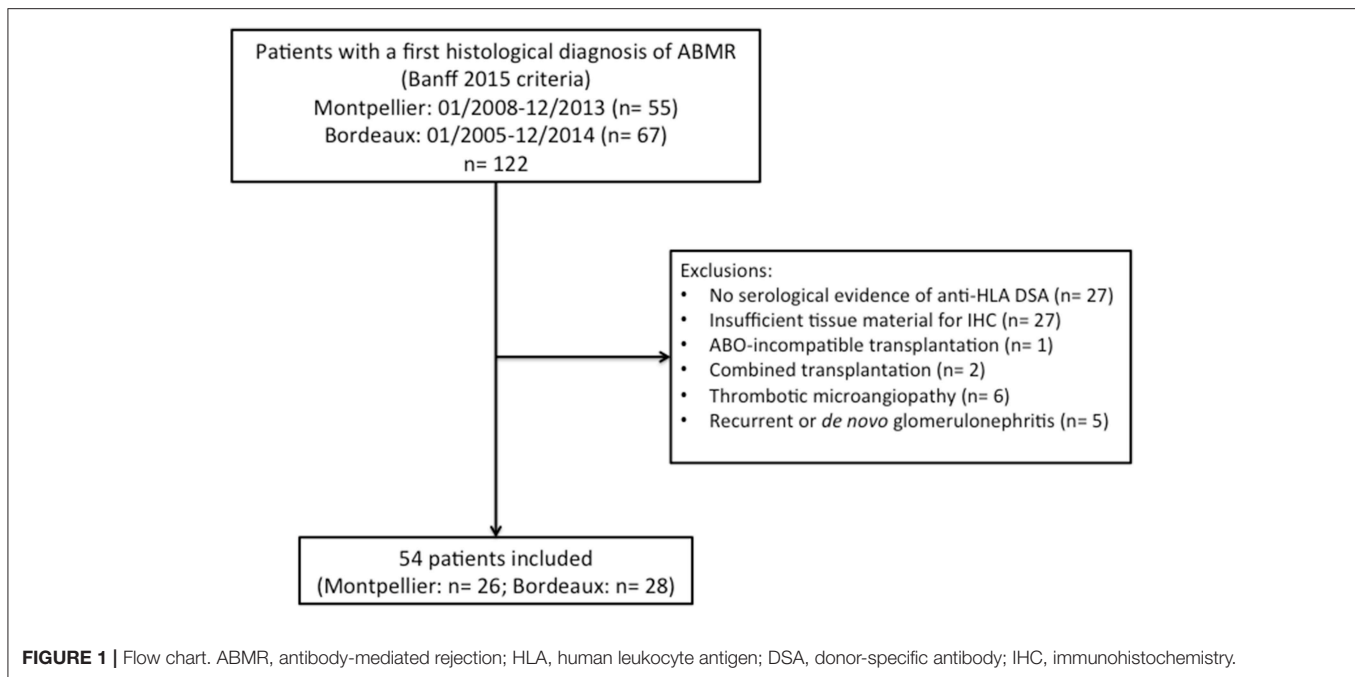 Patients with a first histological diagnosis of ABMR
(Banff 2015 criteria)
Montpellier: 01/2008-12/2013 (n= 55)
Bordeaux: 01/2005-12/2014 (n= 67)
n= 122
Exclusions:
• No serological evidence of anti-HLA DSA (n= 27)
• Insufficient tissue material for IHC (n= 27)
• ABO-incompatible transplantation (n= 1)
• Combined transplantation (n= 2)
• Thrombotic microangiopathy (n= 6)
• Recurrent or de novo glomerulonephritis (n= 5)
54 patients included
(Montpellier: n= 26; Bordeaux: n= 28)
FIGURE 1 | Flow chart. ABMR, antibody-mediated rejection; HLA, human leukocyte antigen; DSA, donor-specific antibody; IHC, immunohistochemistry.